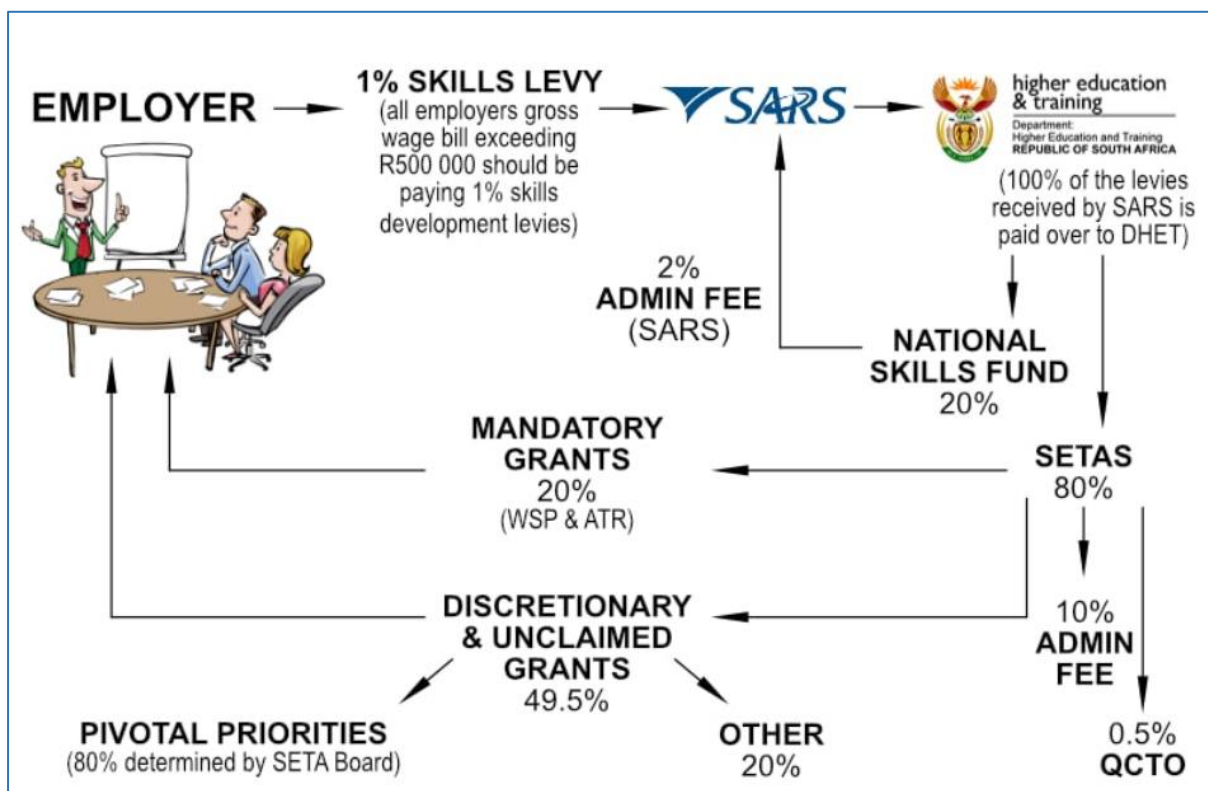 EMPLOYER
1% SKILLS LEVY
(all employers gross
wage bill exceeding
R500 000 should be
paying 1% skills
development levies)
SARS
higher education
& training
Department:
Higher Education and Training
REPUBLIC OF SOUTH AFRICA
(100% of the levies
received by SARS is
paid over to DHET)
2%
ADMIN FEE
(SARS)
NATIONAL
SKILLS FUND
20%
MANDATORY
GRANTS
20%
(WSP & ATR)
SETAS
80%
DISCRETIONARY
& UNCLAIMED
GRANTS
49.5%
10%
ADMIN
FEE
PIVOTAL PRIORITIES
(80% determined by SETA Board)
OTHER
20%
0.5%
QCTO